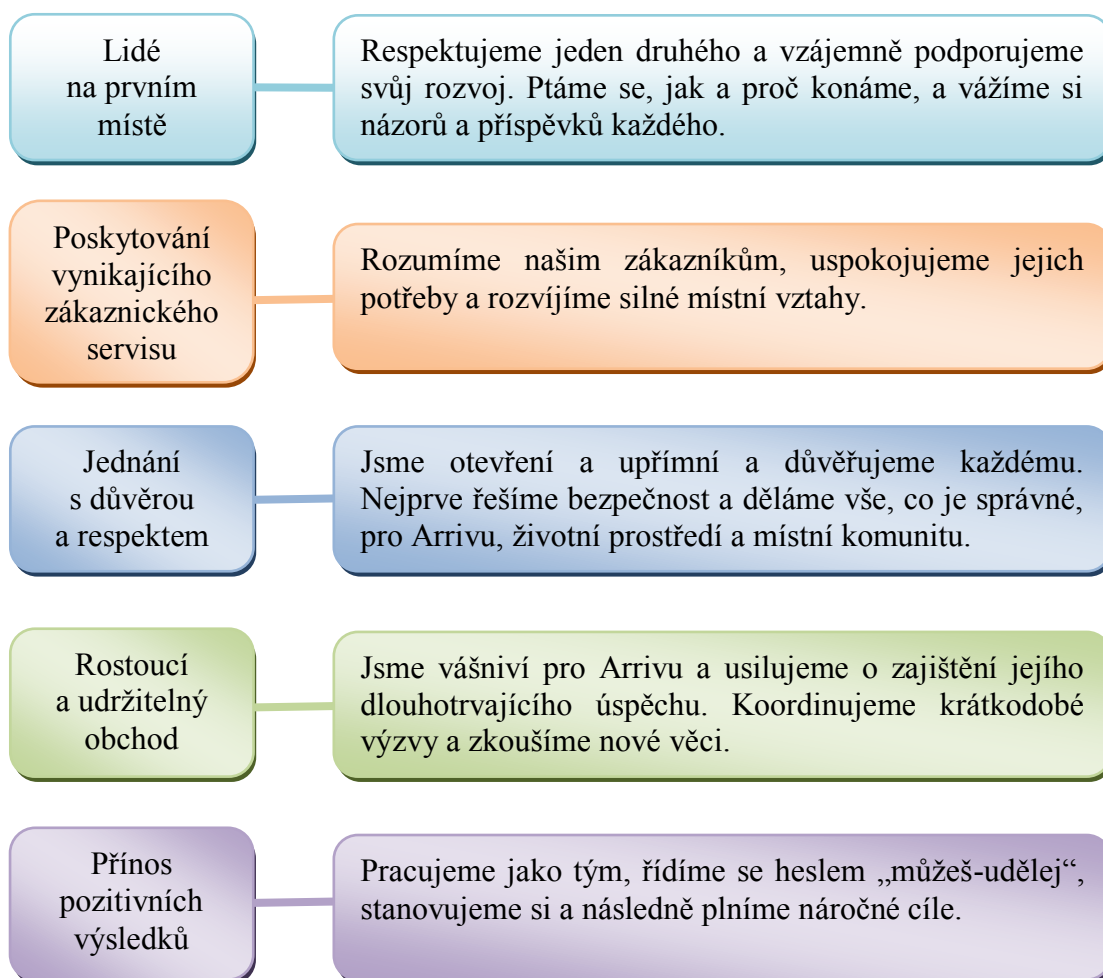 Lidé
na prvním
místě
Respektujeme jeden druhého a vzájemně podporujeme
svůj rozvoj. Ptáme se, jak a proč konáme, a vážíme si
názorů a příspěvků každého.
Poskytování
vynikajícího
zákaznického
servisu
Rozumíme našim zákazníkům, uspokojujeme jejich
potřeby a rozvíjíme silné místní vztahy.
Jednání
s důvěrou
a respektem
Jsme otevření a upřímní a důvěřujeme každému.
Nejprve řešíme bezpečnost a děláme vše, co je správné,
pro Arrivu, životní prostředí a místní komunitu.
Rostoucí
a udržitelný
obchod
Jsme vášniví pro Arrivu a usilujeme o zajištění jejího
dlouhotrvajícího úspěchu. Koordinujeme krátkodobé
výzvy a zkoušíme nové věci.
Přínos
pozitivních
výsledků
Pracujeme jako tým, řídíme se heslem „můžeš-udělej“,
stanovujeme si a následně plníme náročné cíle.